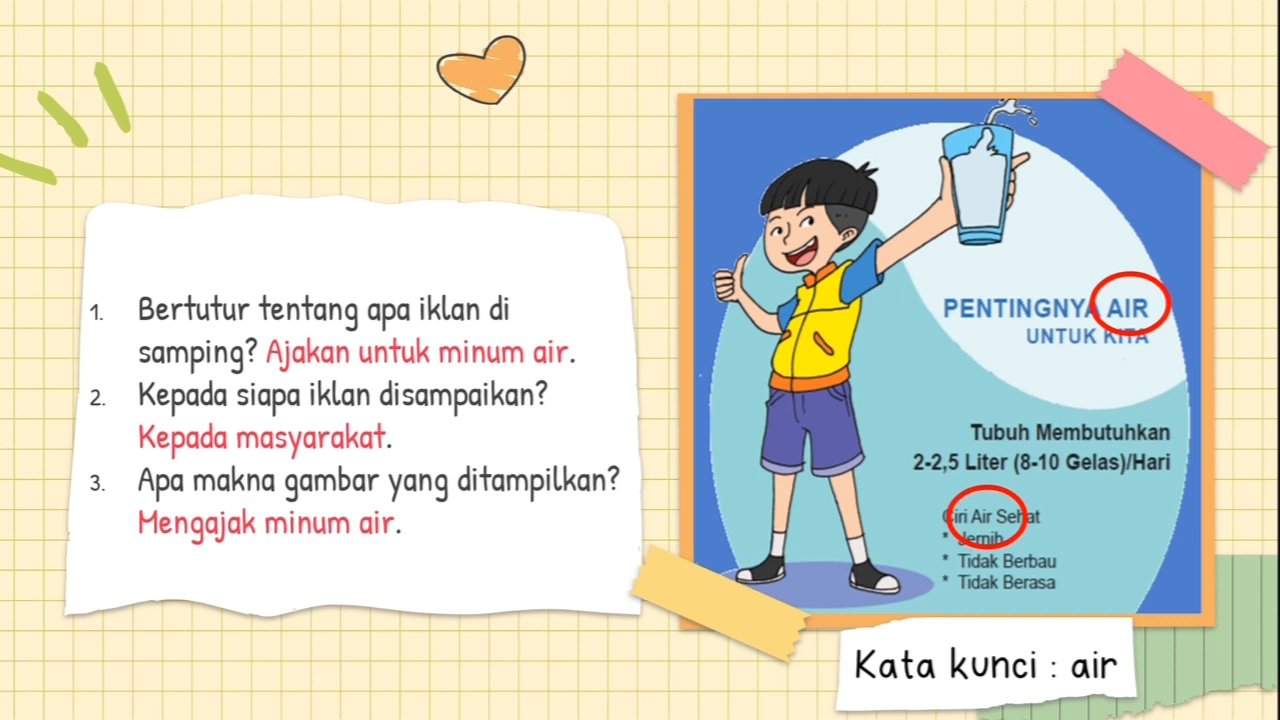 1. Bertutur tentang apa iklan di
samping? Ajakan untuk minum air.
2. Kepada siapa iklan disampaikan?
Kepada masyarakat.
3. Apa makna gambar yang ditampilkan?
Mengajak minum air.
PENTINGNYA AIR
UNTUK KITA
Tubuh Membutuhkan
2-2,5 Liter (8-10 Gelas)/Hari
Ciri Air Sehat
* Jernih
* Tidak Berbau
* Tidak Berasa
Kata kunci : air